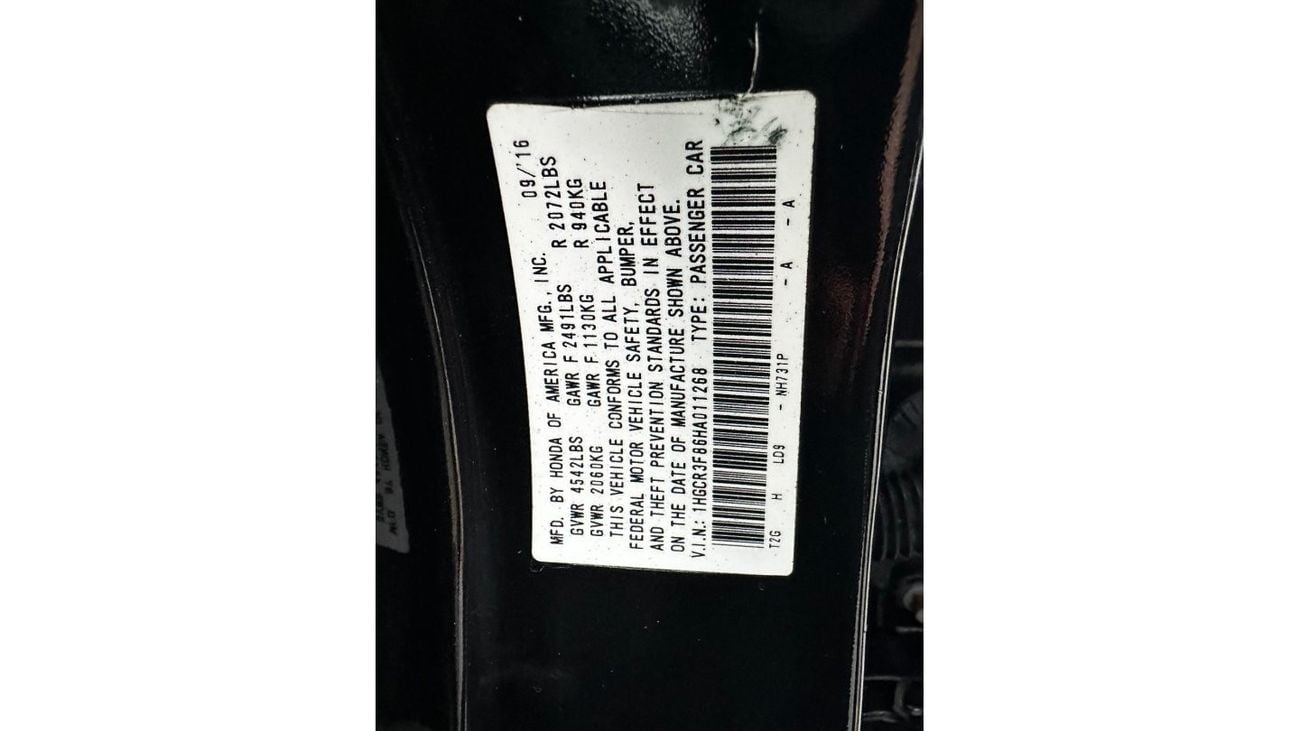 MFD. BY HONDA OF AMERICA MFG., INC. 09/'16
GVWR 4542LBS GAWR F 2491LBS R 2072LBS
GVWR 2060KG GAWR F 1130KG R 940KG
THIS VEHICLE CONFORMS TO ALL APPLICABLE
FEDERAL MOTOR VEHICLE SAFETY, BUMPER,
AND THEFT PREVENTION STANDARDS IN EFFECT
ON THE DATE OF MANUFACTURE SHOWN ABOVE.
V.I.N.: 1HGCR3F86HA011268 TYPE: PASSENGER CAR
T2G H LD9 - NH731P - A - A